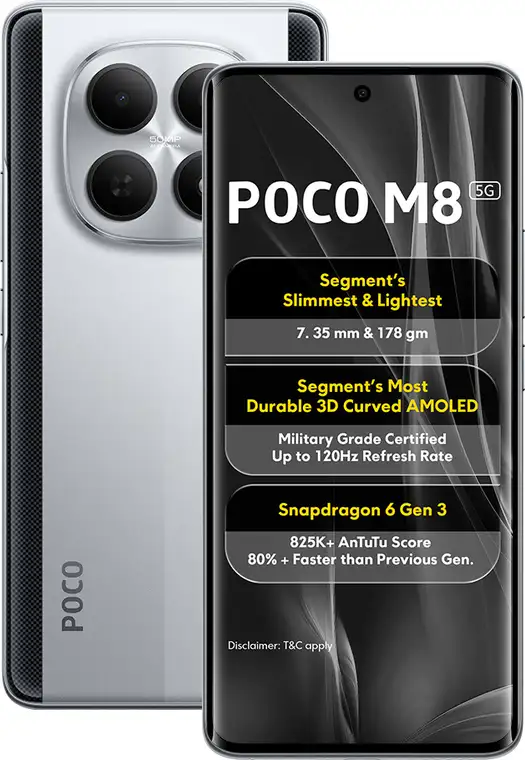 50MP
POCO M8 5G
Segment's
Slimmest & Lightest
7. 35 mm & 178 gm
Segment's Most
Durable 3D Curved AMOLED
Military Grade Certified
Up to 120Hz Refresh Rate
Snapdragon 6 Gen 3
825K+ AnTuTu Score
80% + Faster than Previous Gen.
POCO
Disclaimer: T&C apply